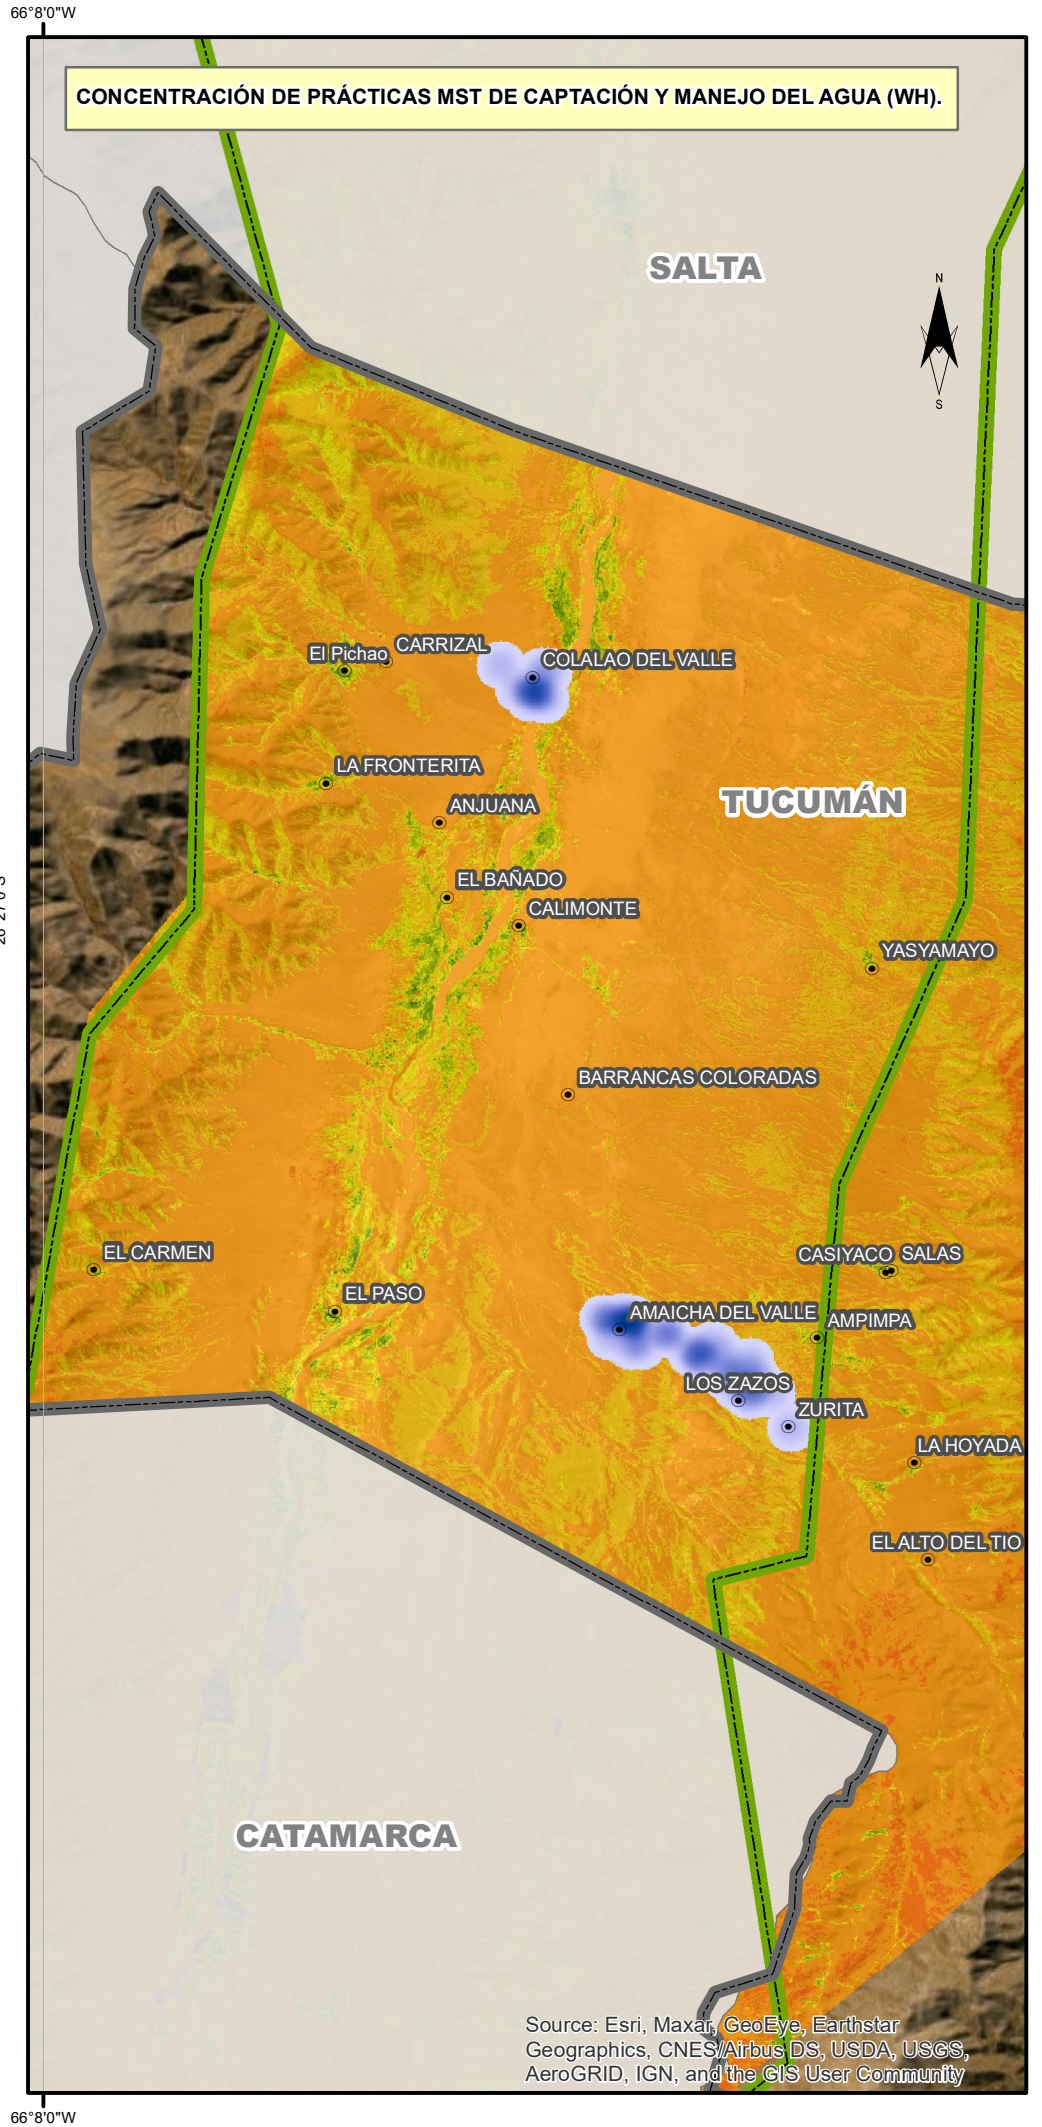 66°8'0"W
CONCENTRACIÓN DE PRÁCTICAS MST DE CAPTACIÓN Y MANEJO DEL AGUA (WH).
SALTA
N
S
CARRIZAL
El Pichao
COLALAO DEL VALLE
LA FRONTERITA
TUCUMÁN
ANJUANA
EL BAÑADO
CALIMONTE
YASYAMAYO
BARRANCAS COLORADAS
EL CARMEN
CASIYACO
SALAS
EL PASO
AMAICHA DEL VALLE
AMPIMPA
LOS ZAZOS
ZURITA
LA HOYADA
EL ALTO DEL TIO
CATAMARCA
Source: Esri, Maxar, GeoEye, Earthstar
Geographics, CNES/Airbus DS, USDA, USGS,
AeroGRID, IGN, and the GIS User Community
66°8'0"W